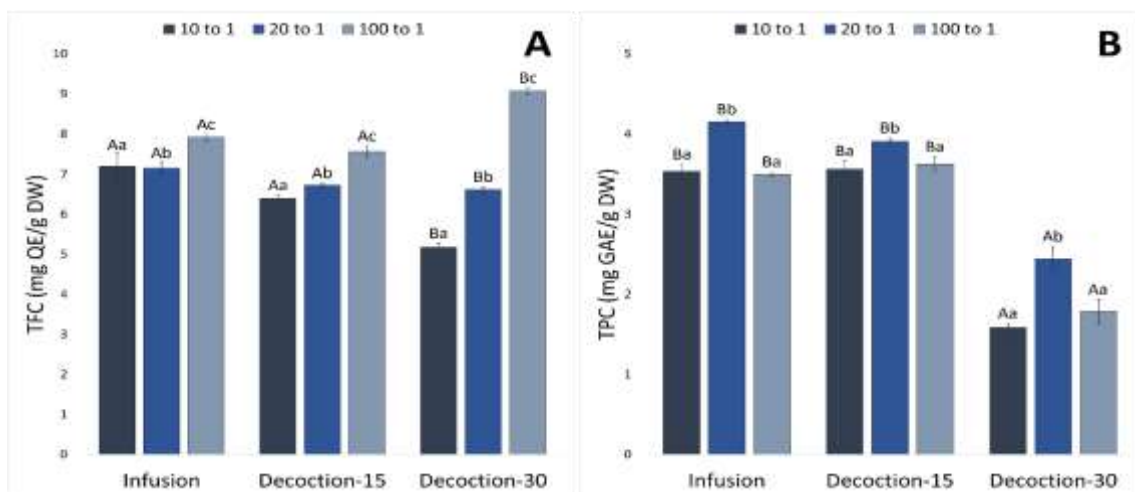 10 to 1 20 to 1 100 to 1
A
TFC (mg QE/g DW)
10
9
8
7
6
5
4
3
2
1
0
Aa Ab Ac
Aa Ab Ac
Ba Bb Bc
Infusion Decoction-15 Decoction-30
10 to 1 20 to 1 100 to 1
B
TPC (mg GAE/g DW)
5
4
3
2
1
0
Ba Bb Ba
Ba Bb Ba
Aa Ab Aa
Infusion Decoction-15 Decoction-30